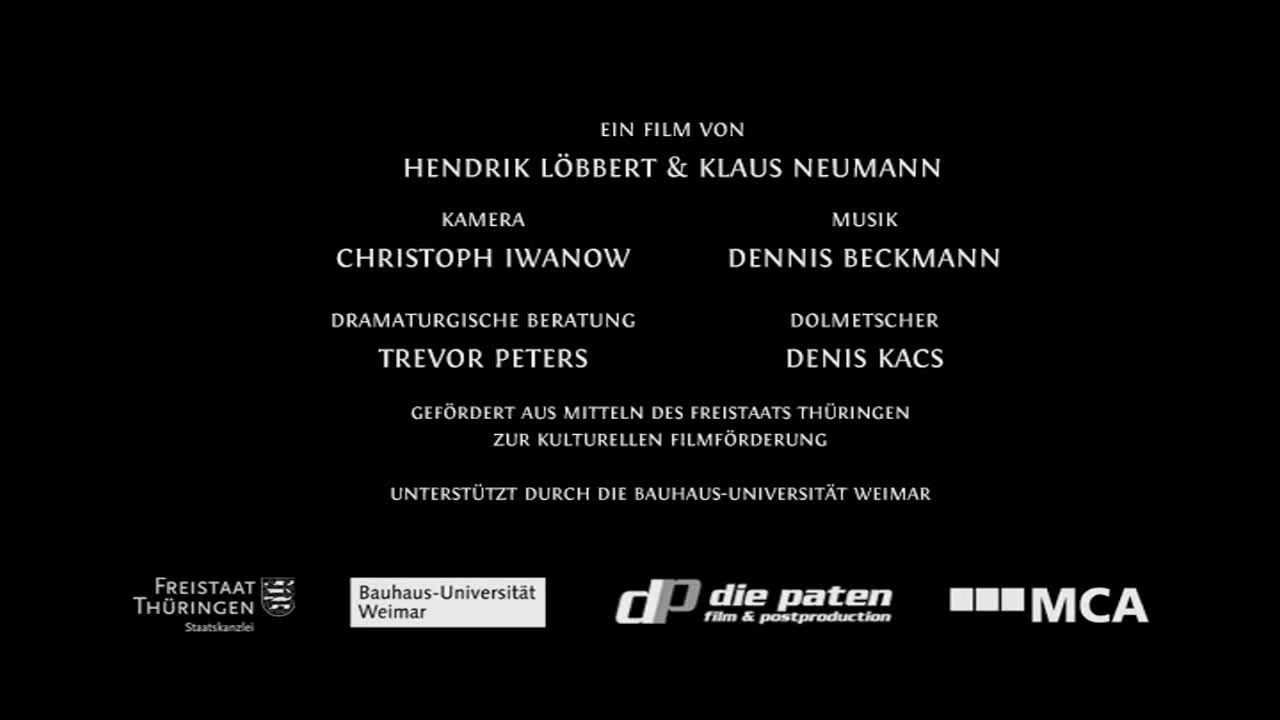 EIN FILM VON
HENDRIK LÖBBERT & KLAUS NEUMANN
KAMERA
CHRISTOPH IWANOW
MUSIK
DENNIS BECKMANN
DRAMATURGISCHE BERATUNG
TREVOR PETERS
DOLMETSCHER
DENIS KACS
GEFÖRDERT AUS MITTELN DES FREISTAATS THÜRINGEN
ZUR KULTURELLEN FILMFÖRDERUNG
UNTERSTÜTZT DURCH DIE BAUHAUS-UNIVERSITÄT WEIMAR
FREISTAAT
THÜRINGEN
Staatskanzlei
Bauhaus-Universität
Weimar
dp die paten
film & postproduction
MCA